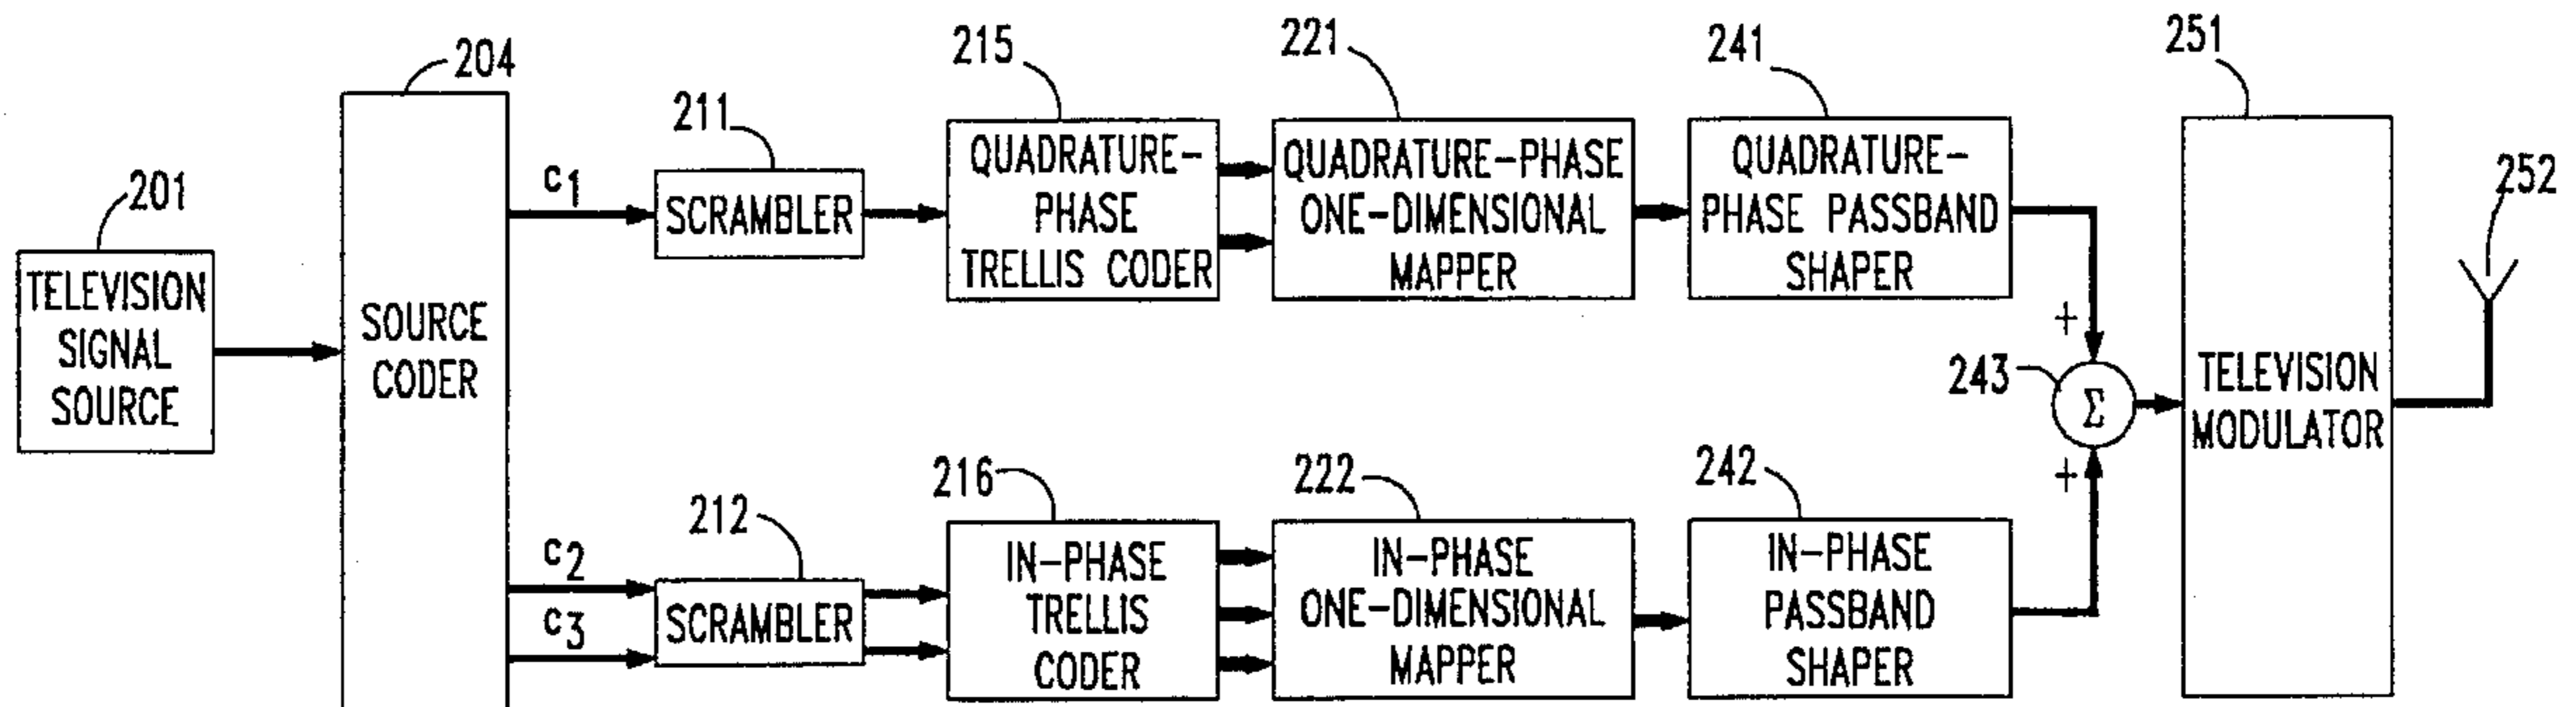 201
TELEVISION
SIGNAL
SOURCE
204
SOURCE
CODER
c1
211
SCRAMBLER
215
QUADRATURE-
PHASE
TRELLIS CODER
221
QUADRATURE-PHASE
ONE-DIMENSIONAL
MAPPER
241
QUADRATURE-
PHASE PASSBAND
SHAPER
c2
c3
212
SCRAMBLER
216
IN-PHASE
TRELLIS
CODER
222
IN-PHASE
ONE-DIMENSIONAL
MAPPER
242
IN-PHASE
PASSBAND
SHAPER
+
243
Σ
+
251
TELEVISION
MODULATOR
252